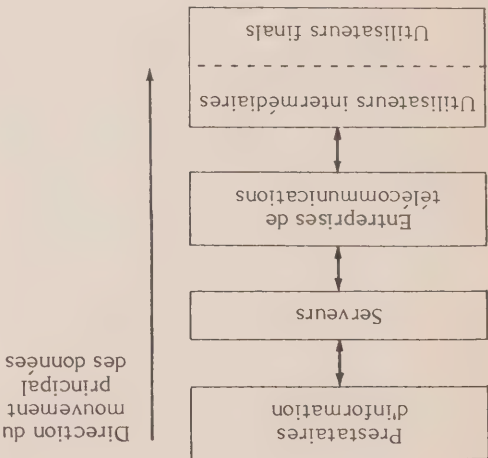 Direction du
mouvement
principal
des données
Prestataires
d'information
Serveurs
Entreprises de
télécommunications
Utilisateurs intermédiaires
Utilisateurs finals